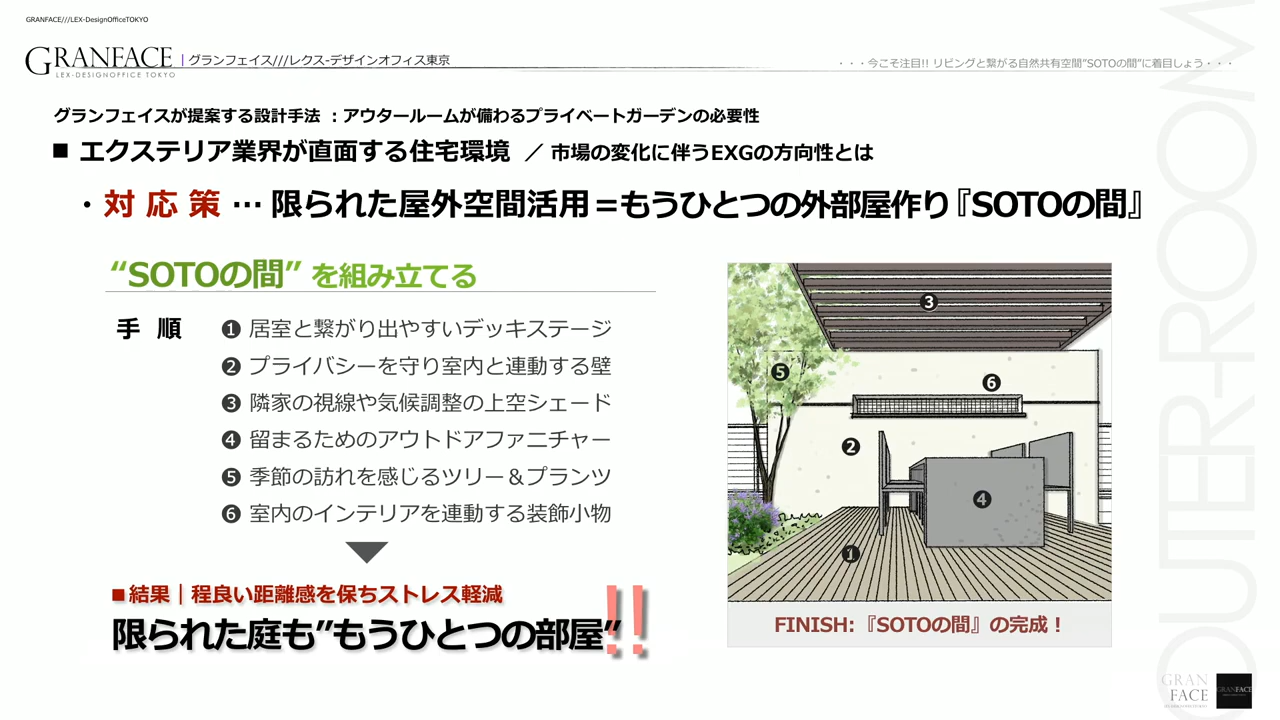 GRANFACE///LEX-DesignOfficeTOKYO
GRANFACE
LEX-DESIGNOFFICE TOKYO
|グランフェイス///レクス-デザインオフィス東京
・・・今こそ注目!! リビングと繋がる自然共有空間"SOTOの間"に着目しょう・・・
グランフェイスが提案する設計手法 ：アウタールームが備わるプライベートガーデンの必要性
■ エクステリア業界が直面する住宅環境 ／ 市場の変化に伴うEXGの方向性とは
・対 応 策 … 限られた屋外空間活用＝もうひとつの外部屋作り『SOTOの間』
“SOTOの間” を組み立てる
手 順
❶ 居室と繋がり出やすいデッキステージ
❷ プライバシーを守り室内と連動する壁
❸ 隣家の視線や気候調整の上空シェード
❹ 留まるためのアウトドアファニチャー
❺ 季節の訪れを感じるツリー＆プランツ
❻ 室内のインテリアを連動する装飾小物
■結果｜程良い距離感を保ちストレス軽減
限られた庭も”もうひとつの部屋”!!
❸
❺
❻
❷
❹
❶
FINISH:『SOTOの間』の完成！
OUTER-ROOM
GRAN
FACE
GRANFACE